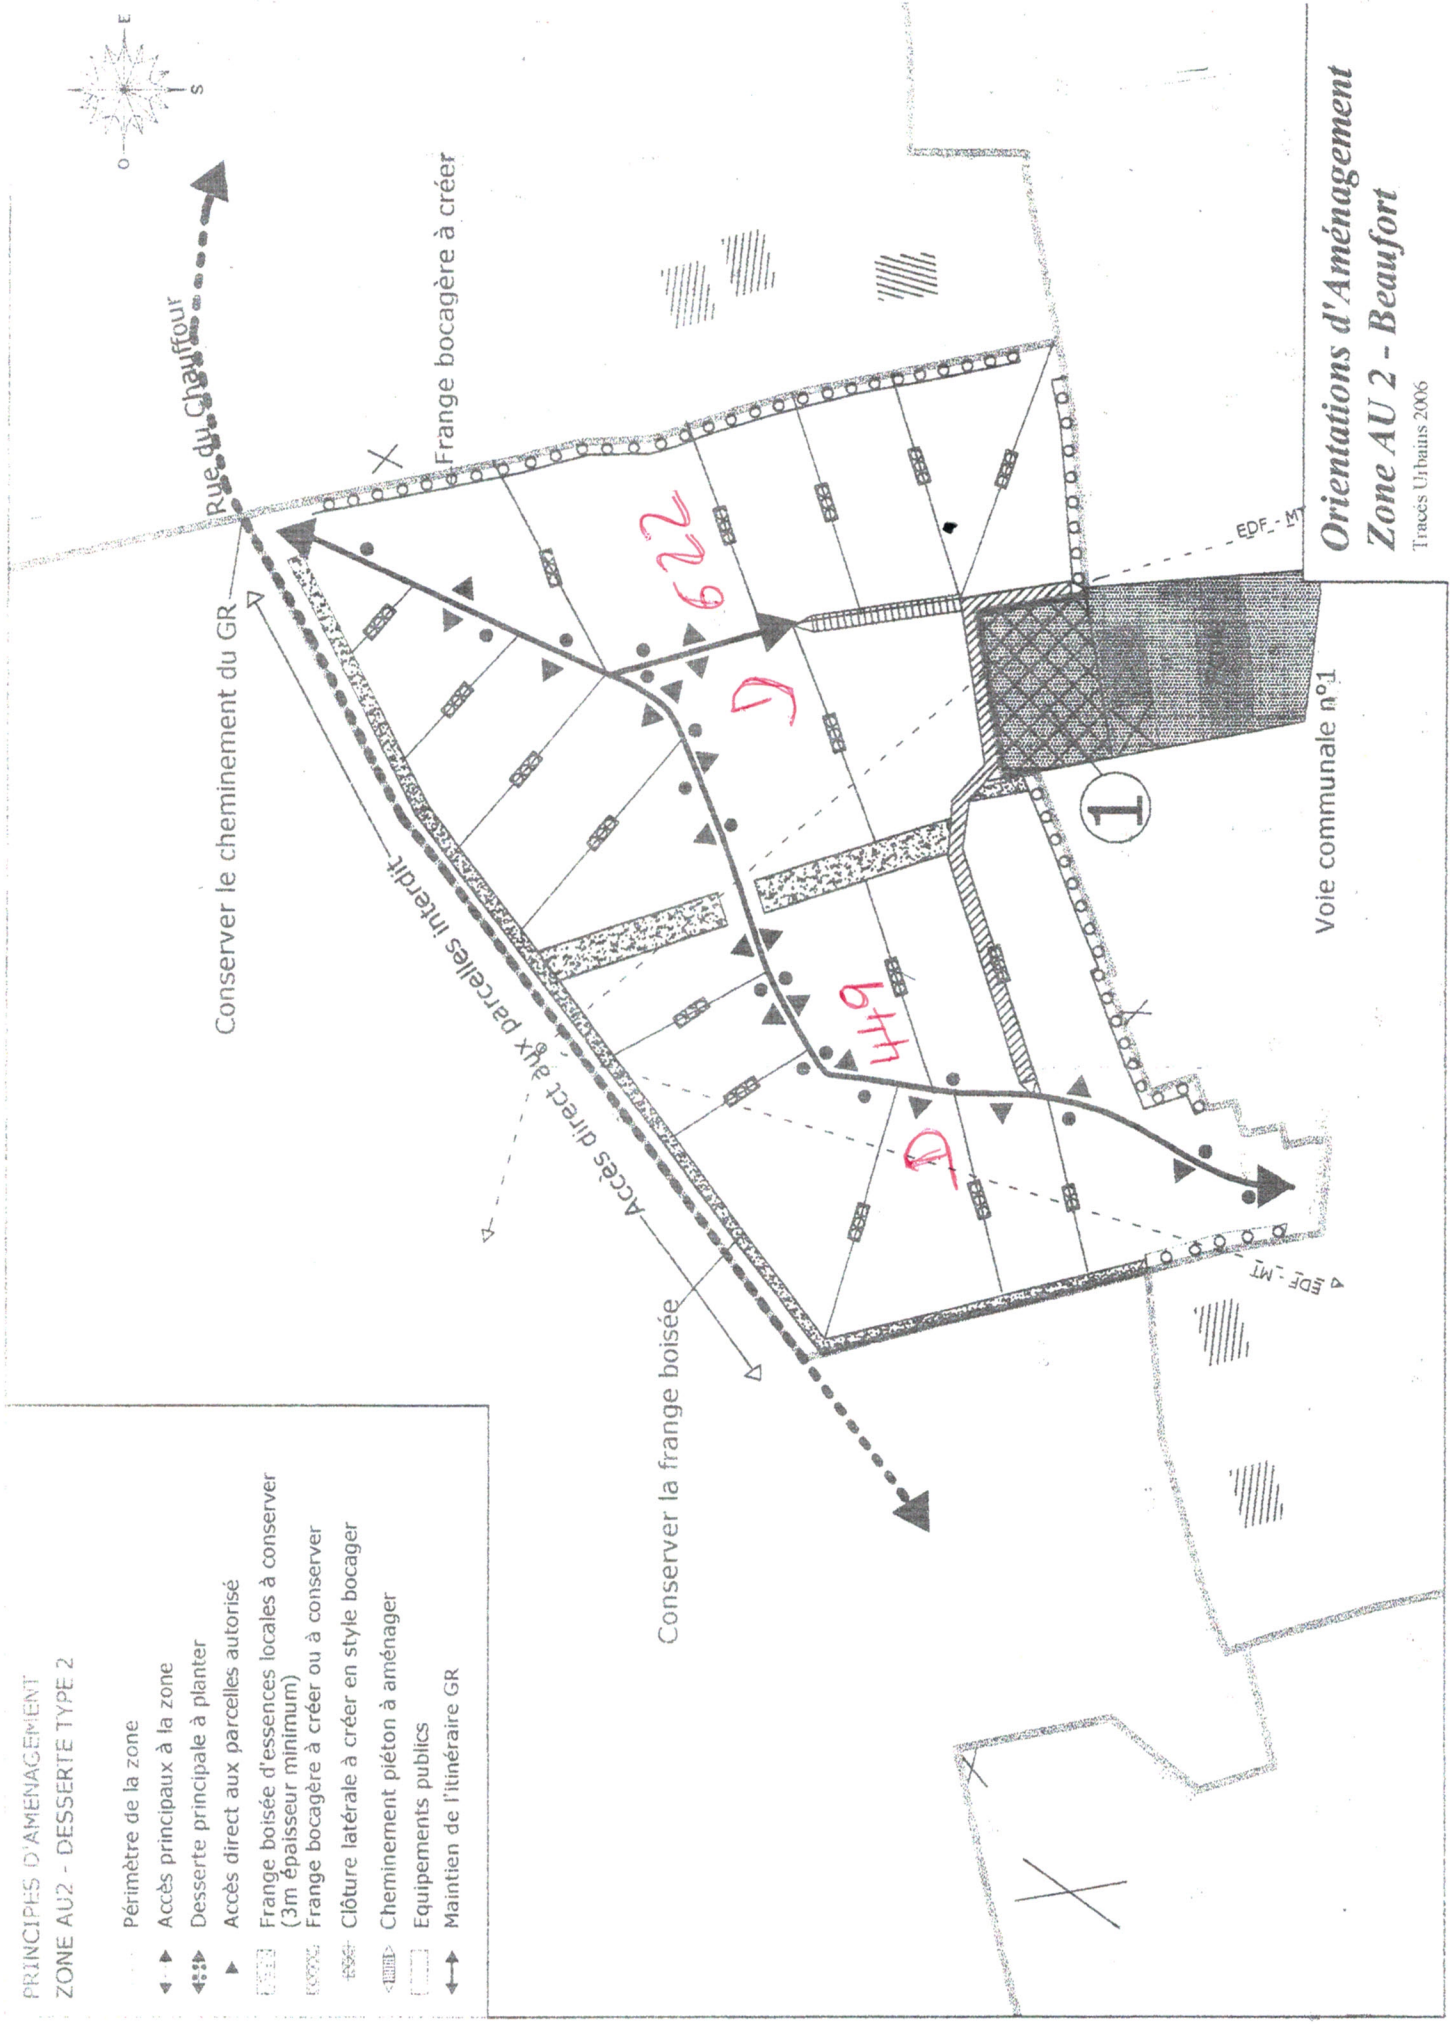 PRINCIPES D'AMENAGEMENT
ZONE AU2 - DESSERTE TYPE 2
Périmètre de la zone
Accès principaux à la zone
Desserte principale à planter
Accès direct aux parcelles autorisé
Frange boisée d'essences locales à conserver
(3m épaisseur minimum)
Frange bocagère à créer ou à conserver
Clôture latérale à créer en style bocager
Cheminement piéton à aménager
Equipements publics
Maintien de l'itinéraire GR
O
E
S
Rue du Chauffour
Conserver le cheminement du GR
Frange bocagère à créer
Accès direct aux parcelles interdit
Conserver la frange boisée
D 622
D 449
EDF - MT
EDF - MT
1
Voie communale n°1
Orientations d'Aménagement
Zone AU 2 - Beaufort
Tracés Urbains 2006